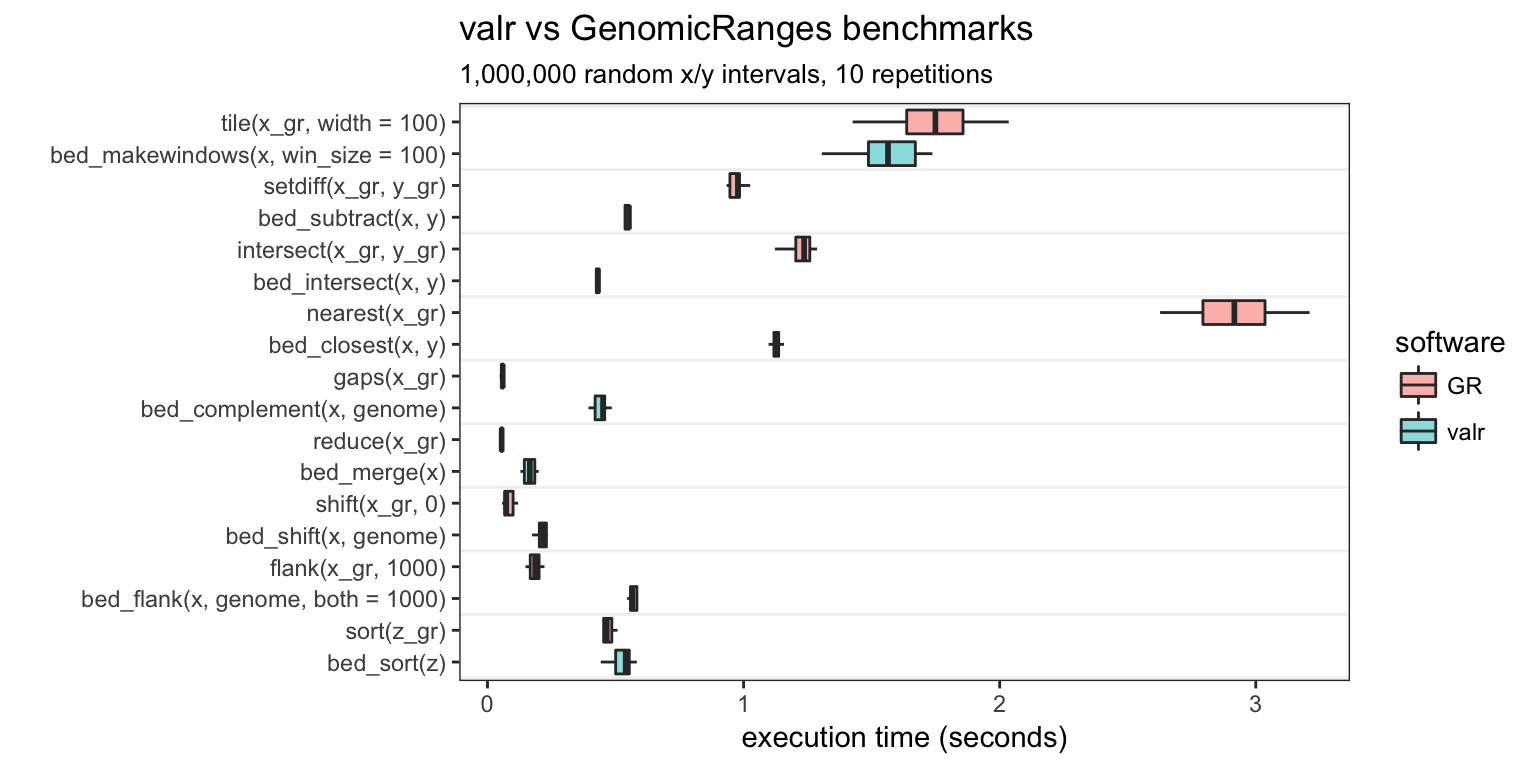 valr vs GenomicRanges benchmarks
1,000,000 random x/y intervals, 10 repetitions
tile(x_gr, width = 100)
bed_makewindows(x, win_size = 100)
setdiff(x_gr, y_gr)
bed_subtract(x, y)
intersect(x_gr, y_gr)
bed_intersect(x, y)
nearest(x_gr)
bed_closest(x, y)
gaps(x_gr)
bed_complement(x, genome)
reduce(x_gr)
bed_merge(x)
shift(x_gr, 0)
bed_shift(x, genome)
flank(x_gr, 1000)
bed_flank(x, genome, both = 1000)
sort(z_gr)
bed_sort(z)
0 1 2 3
execution time (seconds)
software
GR
valr